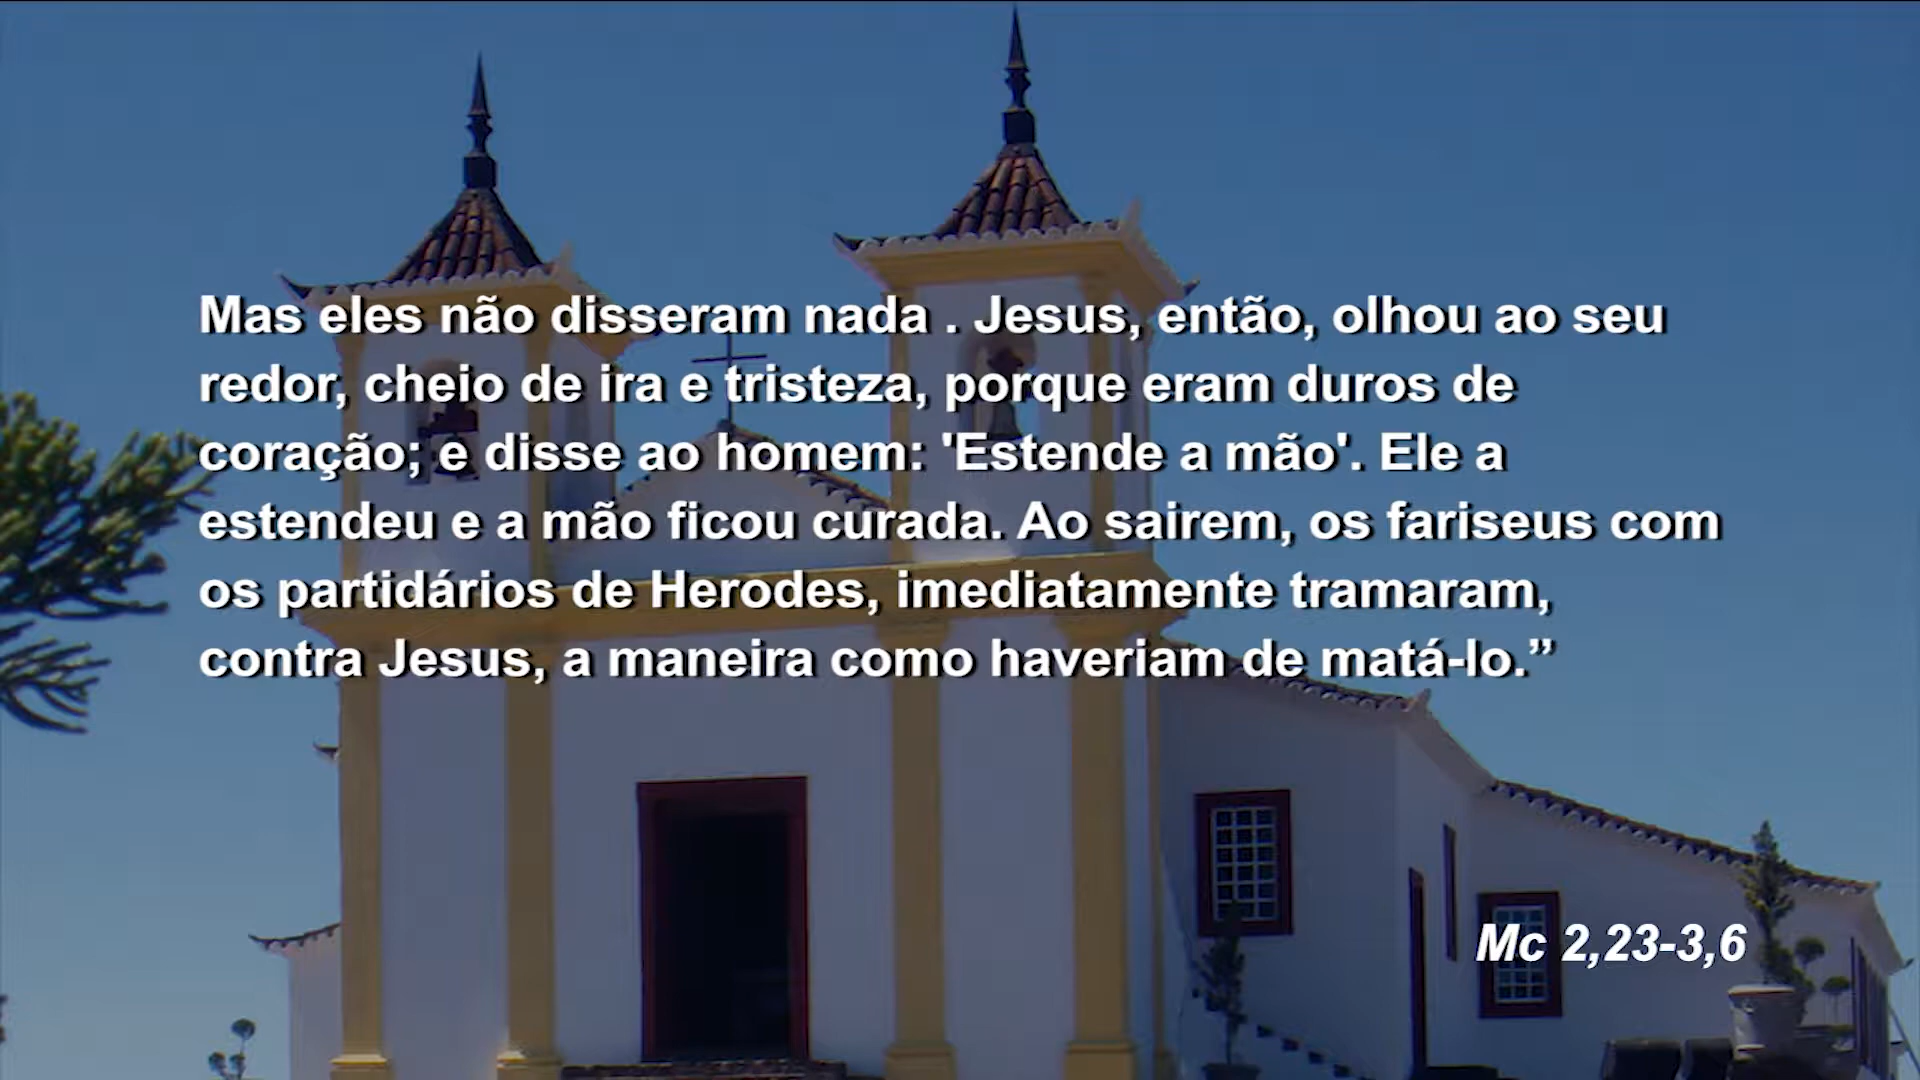 Mas eles não disseram nada . Jesus, então, olhou ao seu
redor, cheio de ira e tristeza, porque eram duros de
coração; e disse ao homem: 'Estende a mão'. Ele a
estendeu e a mão ficou curada. Ao sairem, os fariseus com
os partidários de Herodes, imediatamente tramaram,
contra Jesus, a maneira como haveriam de matá-lo.”
Mc 2,23-3,6